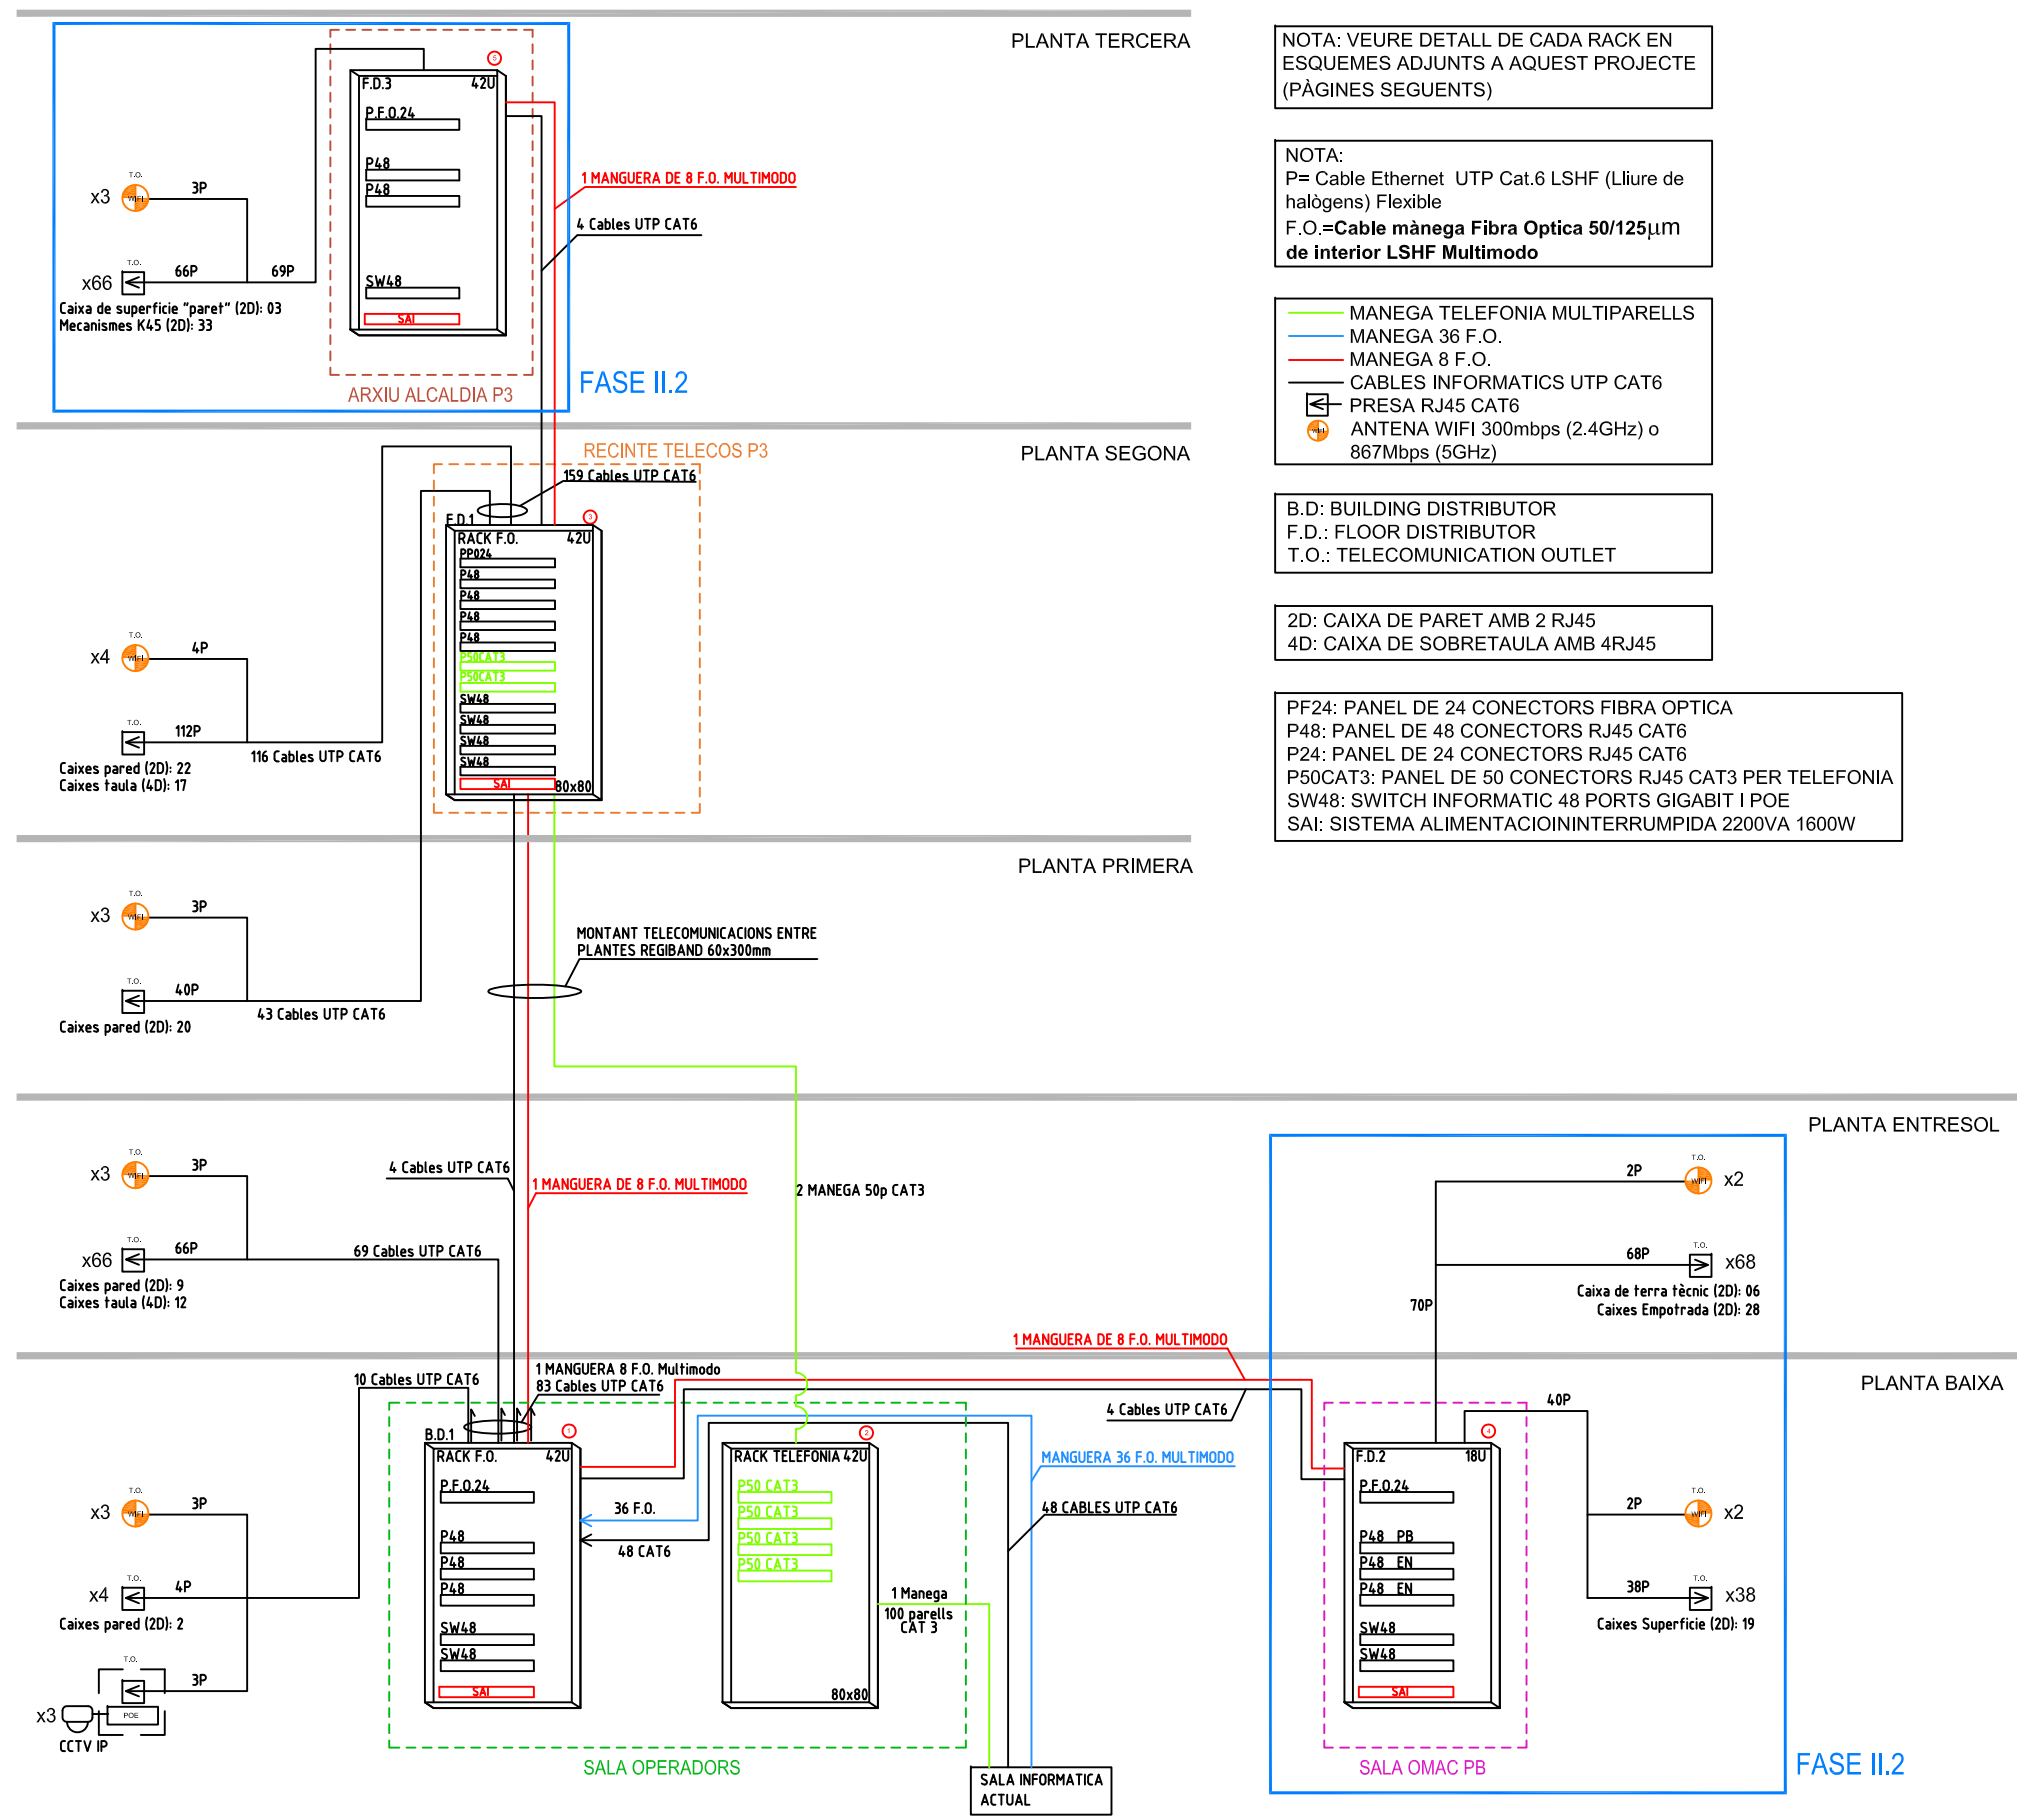 PLANTA TERCERA
5
F.D.3
42U
P.F.O.24
P48
P48
SW48
SAI
T.O.
x3
WIFI
3P
T.O.
x66
66P
69P
Caixa de superficie "paret" (2D): 03
Mecanismes K45 (2D): 33
1 MANGUERA DE 8 F.O. MULTIMODO
4 Cables UTP CAT6
ARXIU ALCALDIA P3
FASE II.2
NOTA: VEURE DETALL DE CADA RACK EN
ESQUEMES ADJUNTS A AQUEST PROJECTE
(PÀGINES SEGUENTS)
NOTA:
P= Cable Ethernet UTP Cat.6 LSHF (Lliure de
halògens) Flexible
F.O.=Cable mànega Fibra Optica 50/125µm
de interior LSHF Multimodo
MANEGA TELEFONIA MULTIPARELLS
MANEGA 36 F.O.
MANEGA 8 F.O.
CABLES INFORMATICS UTP CAT6
PRESA RJ45 CAT6
WIFI
ANTENA WIFI 300mbps (2.4GHz) o
867Mbps (5GHz)
B.D: BUILDING DISTRIBUTOR
F.D.: FLOOR DISTRIBUTOR
T.O.: TELECOMUNICATION OUTLET
2D: CAIXA DE PARET AMB 2 RJ45
4D: CAIXA DE SOBRETAULA AMB 4RJ45
PF24: PANEL DE 24 CONECTORS FIBRA OPTICA
P48: PANEL DE 48 CONECTORS RJ45 CAT6
P24: PANEL DE 24 CONECTORS RJ45 CAT6
P50CAT3: PANEL DE 50 CONECTORS RJ45 CAT3 PER TELEFONIA
SW48: SWITCH INFORMATIC 48 PORTS GIGABIT I POE
SAI: SISTEMA ALIMENTACIOININTERRUMPIDA 2200VA 1600W
PLANTA SEGONA
RECINTE TELECOS P3
159 Cables UTP CAT6
F.D.1
3
RACK F.O.
42U
PPO24
P48
P48
P48
P48
P50CAT3
P50CAT3
SW48
SW48
SW48
SW48
SAI
80x80
T.O.
x4
WIFI
4P
T.O.
112P
116 Cables UTP CAT6
Caixes pared (2D): 22
Caixes taula (4D): 17
PLANTA PRIMERA
T.O.
x3
WIFI
3P
T.O.
40P
43 Cables UTP CAT6
Caixes pared (2D): 20
MONTANT TELECOMUNICACIONS ENTRE
PLANTES REGIBAND 60x300mm
PLANTA ENTRESOL
T.O.
x3
WIFI
3P
4 Cables UTP CAT6
1 MANGUERA DE 8 F.O. MULTIMODO
2 MANEGA 50p CAT3
T.O.
x66
66P
69 Cables UTP CAT6
Caixes pared (2D): 9
Caixes taula (4D): 12
T.O.
2P
WIFI
x2
T.O.
68P
x68
Caixa de terra tècnic (2D): 06
Caixes Empotrada (2D): 28
70P
1 MANGUERA DE 8 F.O. MULTIMODO
PLANTA BAIXA
10 Cables UTP CAT6
1 MANGUERA 8 F.O. Multimodo
83 Cables UTP CAT6
4 Cables UTP CAT6
B.D.1
1
RACK F.O.
42U
P.F.O.24
P48
P48
P48
SW48
SW48
SAI
36 F.O.
48 CAT6
2
RACK TELEFONIA 42U
P50 CAT3
P50 CAT3
P50 CAT3
P50 CAT3
80x80
1 Manega
100 parells
CAT 3
MANGUERA 36 F.O. MULTIMODO
48 CABLES UTP CAT6
T.O.
x3
WIFI
3P
T.O.
x4
4P
Caixes pared (2D): 2
T.O.
3P
x3
POE
CCTV IP
SALA OPERADORS
SALA INFORMATICA
ACTUAL
4
F.D.2
18U
P.F.O.24
P48 PB
P48 EN
P48 EN
SW48
SW48
SAI
40P
T.O.
2P
WIFI
x2
T.O.
38P
x38
Caixes Superficie (2D): 19
SALA OMAC PB
FASE II.2